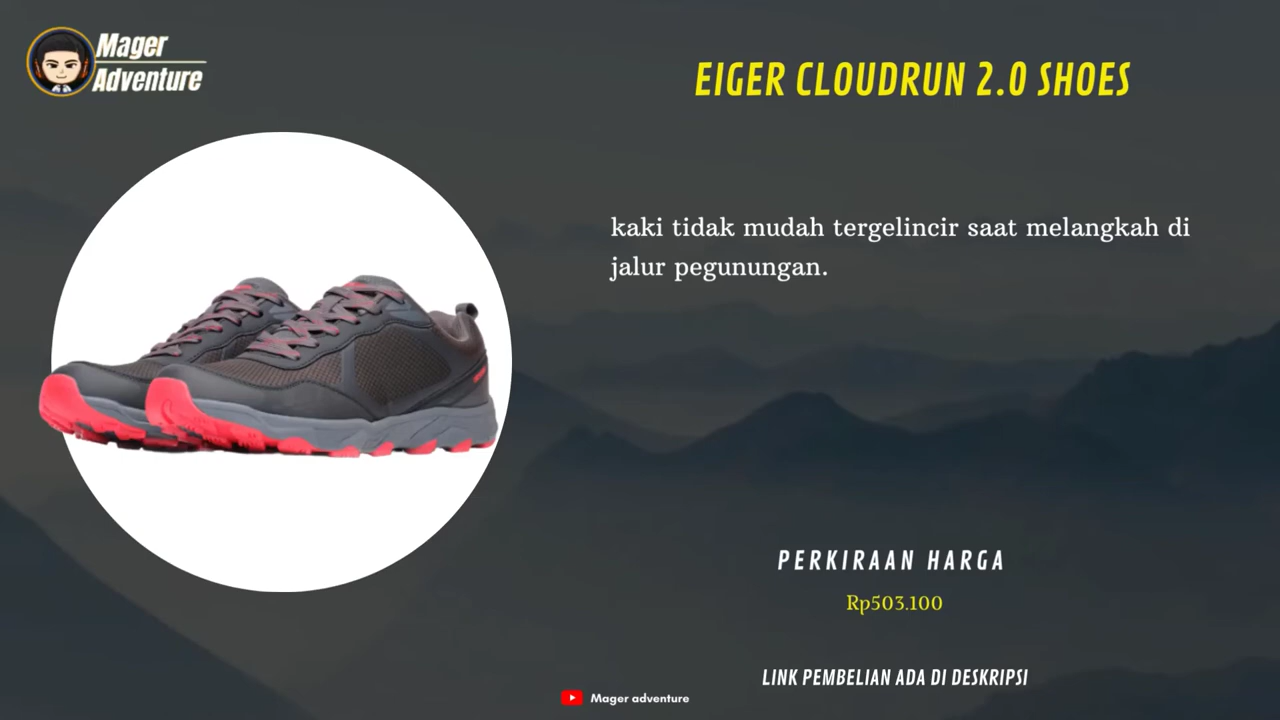 Mager
Adventure
EIGER CLOUDRUN 2.0 SHOES
kaki tidak mudah tergelincir saat melangkah di
jalur pegunungan.
PERKIRAAN HARGA
Rp503.100
LINK PEMBELIAN ADA DI DESKRIPSI
Mager adventure